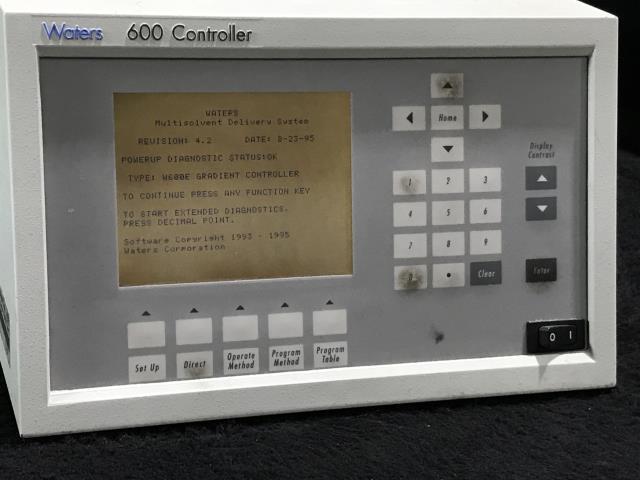 Waters 600 Controller
WATERS
Multisolvent Delivery System
REVISION: 4.2 DATE: 8-23-95
POWERUP DIAGNOSTIC STATUS:OK
TYPE: W600E GRADIENT CONTROLLER
TO CONTINUE PRESS ANY FUNCTION KEY
TO START EXTENDED DIAGNOSTICS,
PRESS DECIMAL POINT.
Software Copyright 1993 - 1995
Waters Corporation
Home
Display
Contrast
1 2 3
4 5 6
7 8 9
0 . Clear
Enter
Set Up
Direct
Operate
Method
Program
Method
Program
Table
0 1